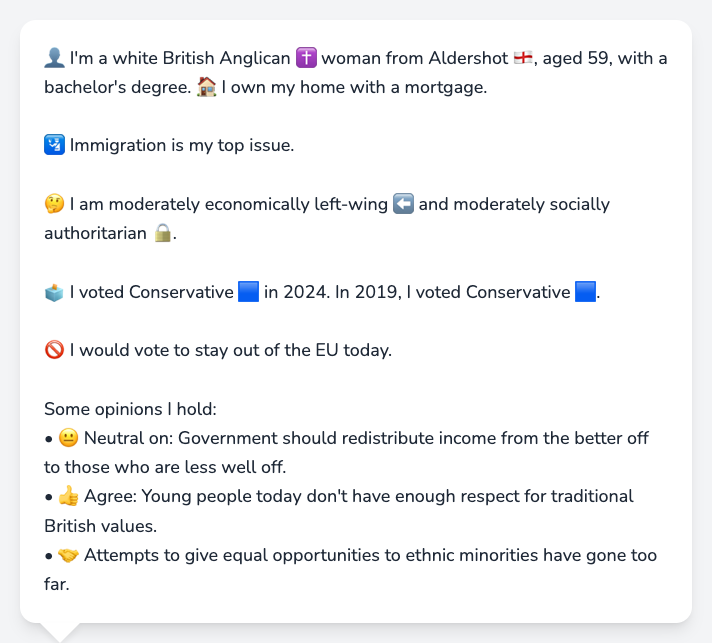 👤 I'm a white British Anglican ✝️ woman from Aldershot 🏴󠁧󠁢󠁥󠁮󠁧󠁿, aged 59, with a
bachelor's degree. 🏠 I own my home with a mortgage.
🛂 Immigration is my top issue.
🤔 I am moderately economically left-wing ⬅️ and moderately socially
authoritarian 🔒.
🗳️ I voted Conservative 🟦 in 2024. In 2019, I voted Conservative 🟦.
🚫 I would vote to stay out of the EU today.
Some opinions I hold:
• 😐 Neutral on: Government should redistribute income from the better off
to those who are less well off.
• 👍 Agree: Young people today don't have enough respect for traditional
British values.
• 🤝 Attempts to give equal opportunities to ethnic minorities have gone too
far.